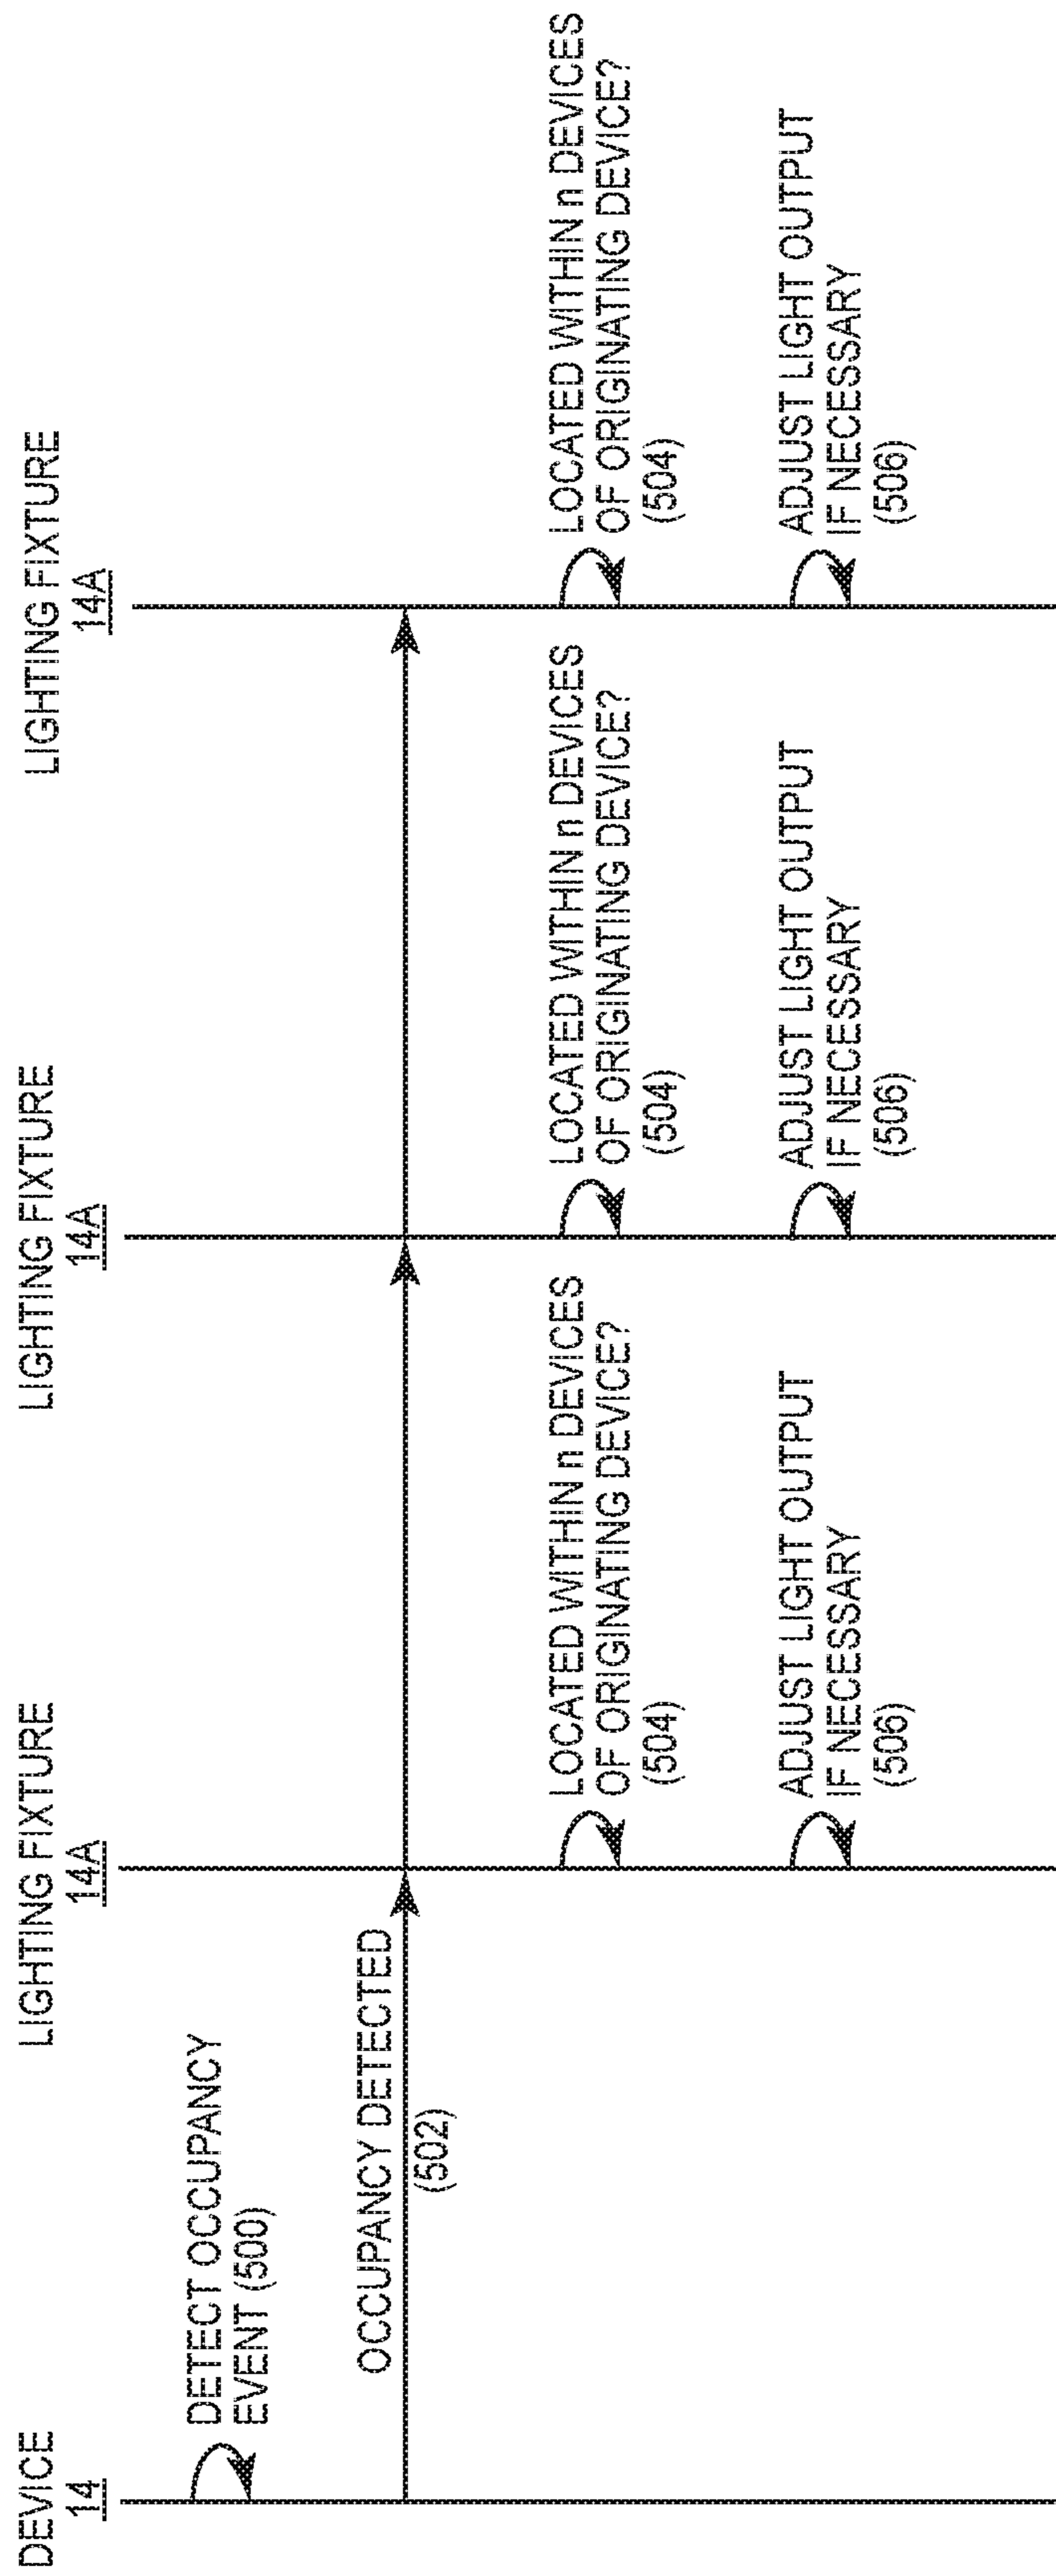 DEVICE
14
LIGHTING FIXTURE
14A
LIGHTING FIXTURE
14A
LIGHTING FIXTURE
14A
DETECT OCCUPANCY
EVENT (500)
OCCUPANCY DETECTED
(502)
LOCATED WITHIN n DEVICES
OF ORIGINATING DEVICE?
(504)
LOCATED WITHIN n DEVICES
OF ORIGINATING DEVICE?
(504)
LOCATED WITHIN n DEVICES
OF ORIGINATING DEVICE?
(504)
ADJUST LIGHT OUTPUT
IF NECESSARY
(506)
ADJUST LIGHT OUTPUT
IF NECESSARY
(506)
ADJUST LIGHT OUTPUT
IF NECESSARY
(506)